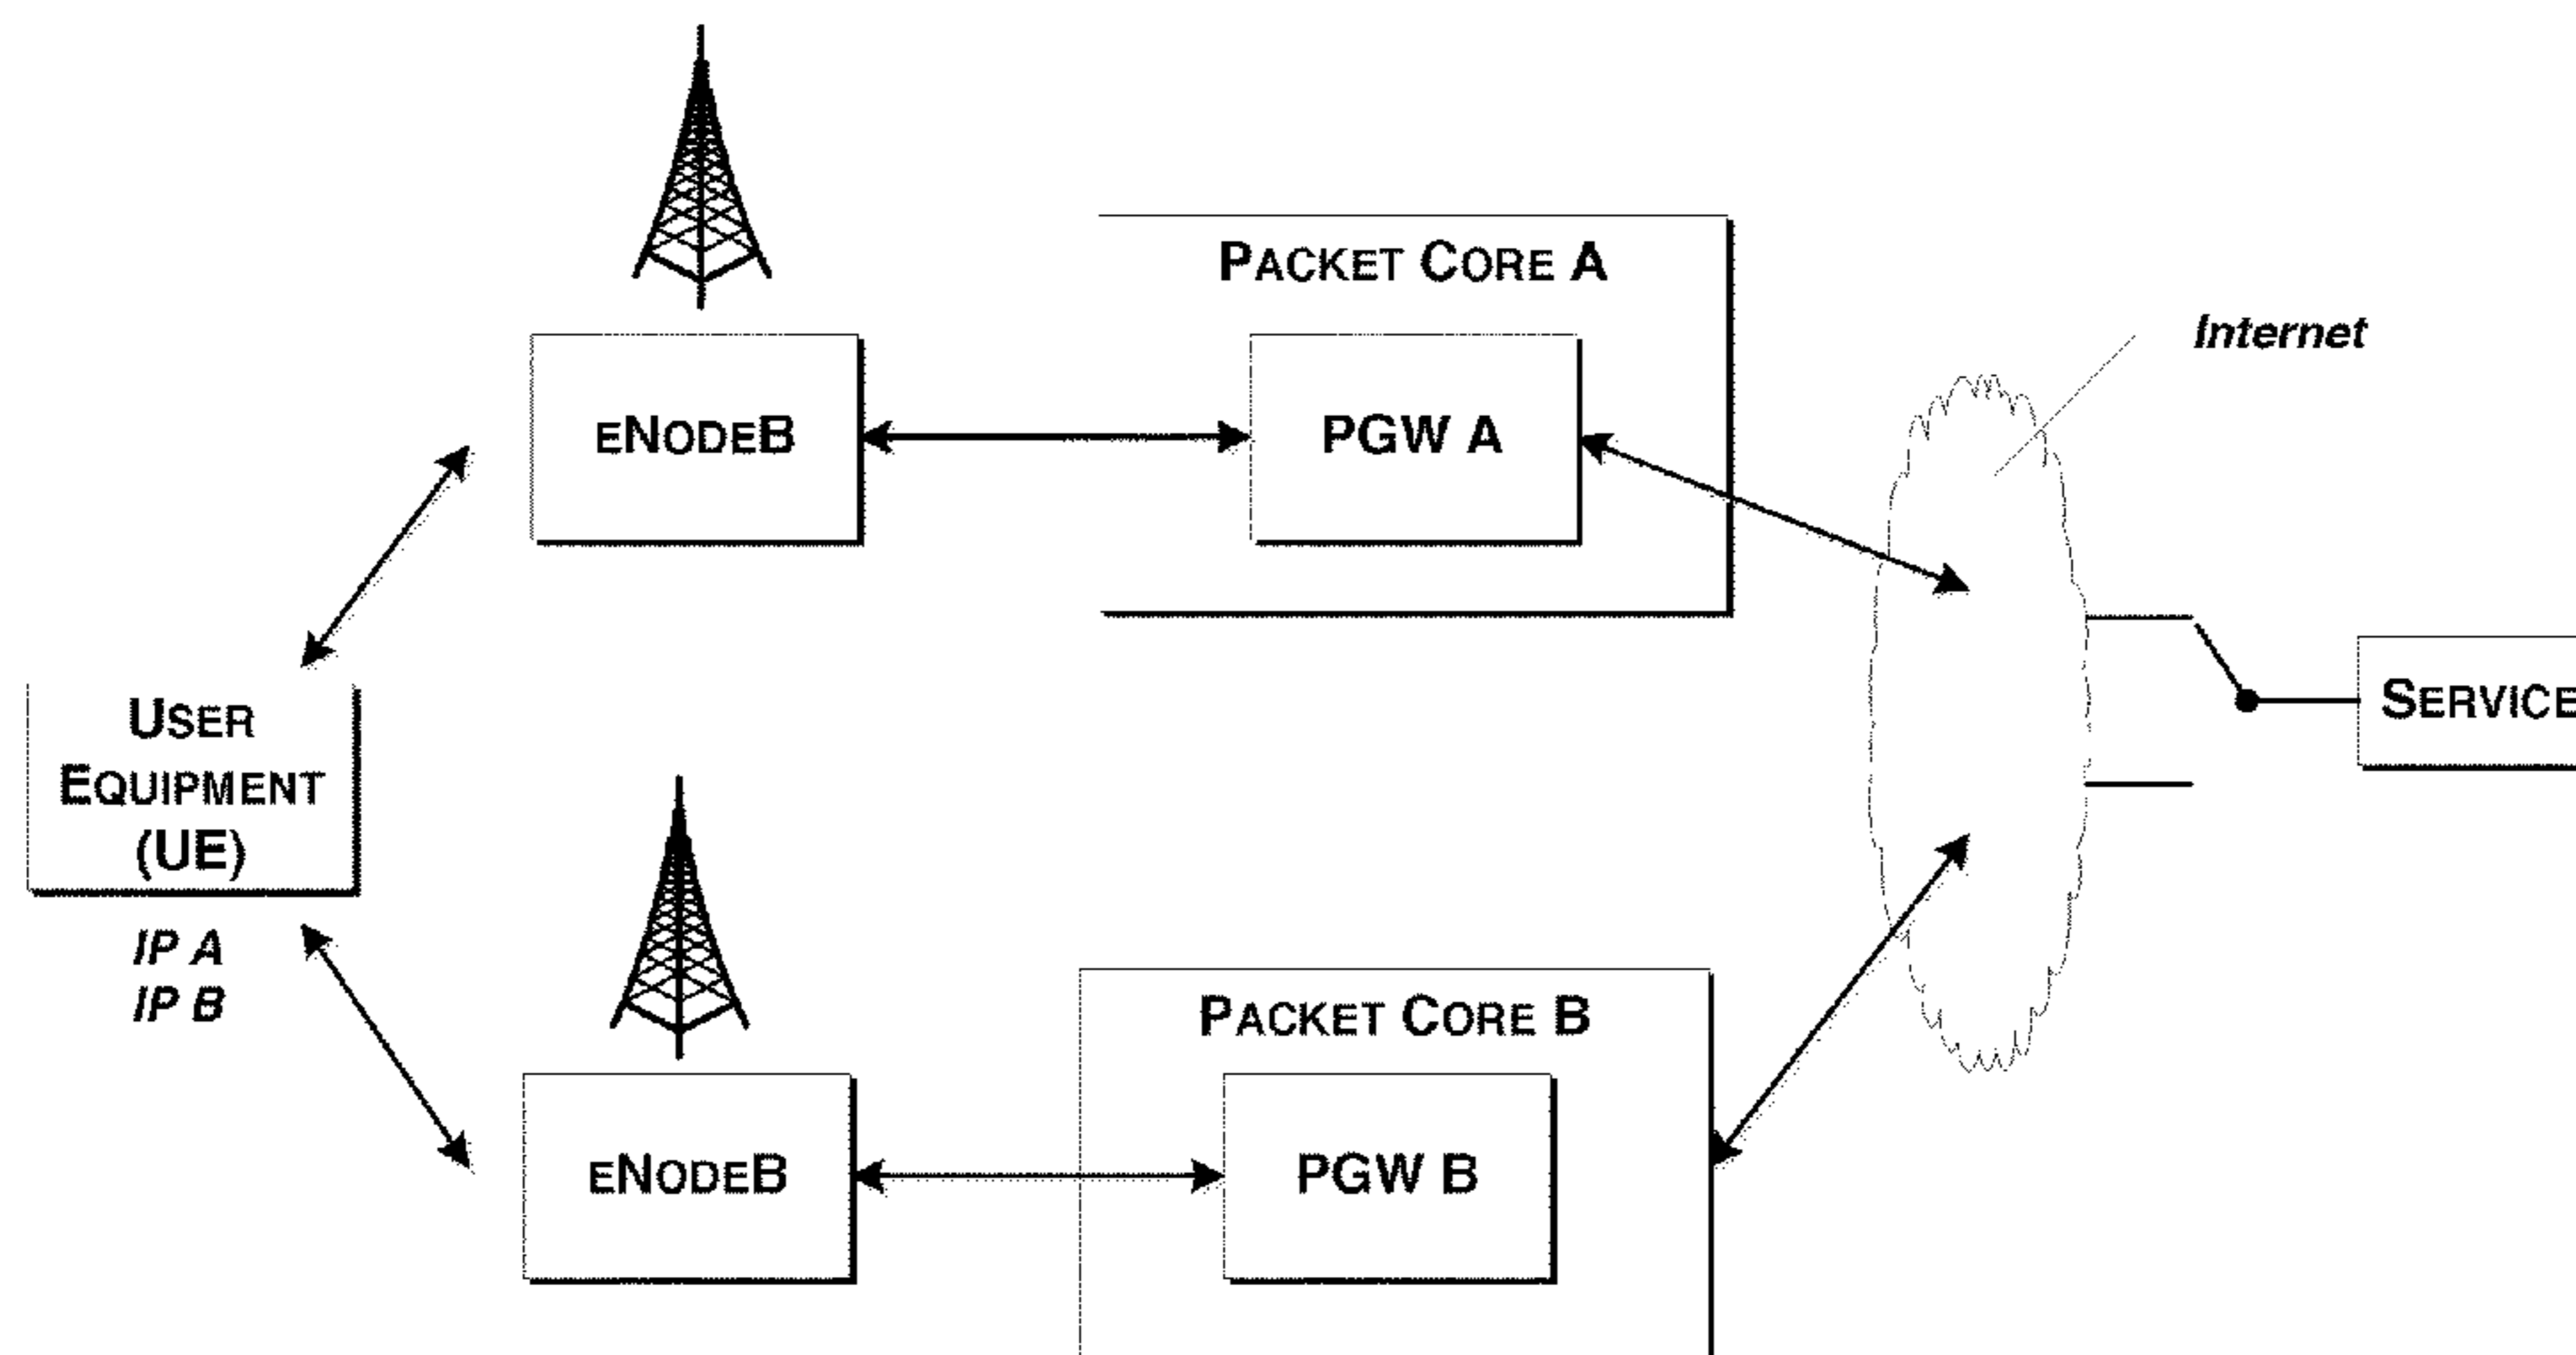 PACKET CORE A
Internet
eNODEB
PGW A
USER
EQUIPMENT
(UE)
IP A
IP B
SERVICE
PACKET CORE B
eNODEB
PGW B